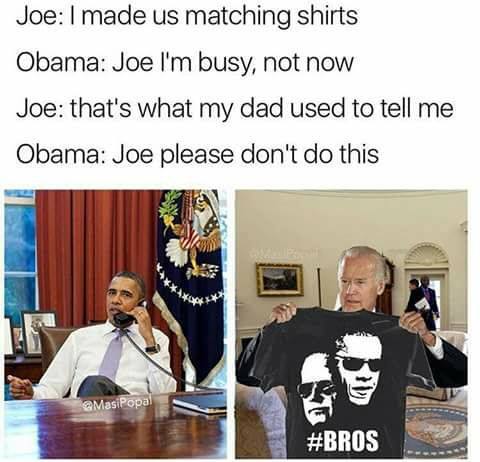 Joe: I made us matching shirts
Obama: Joe I'm busy, not now
Joe: that's what my dad used to tell me
Obama: Joe please don't do this
@MasiPopal
@MasiPopal
#BROS